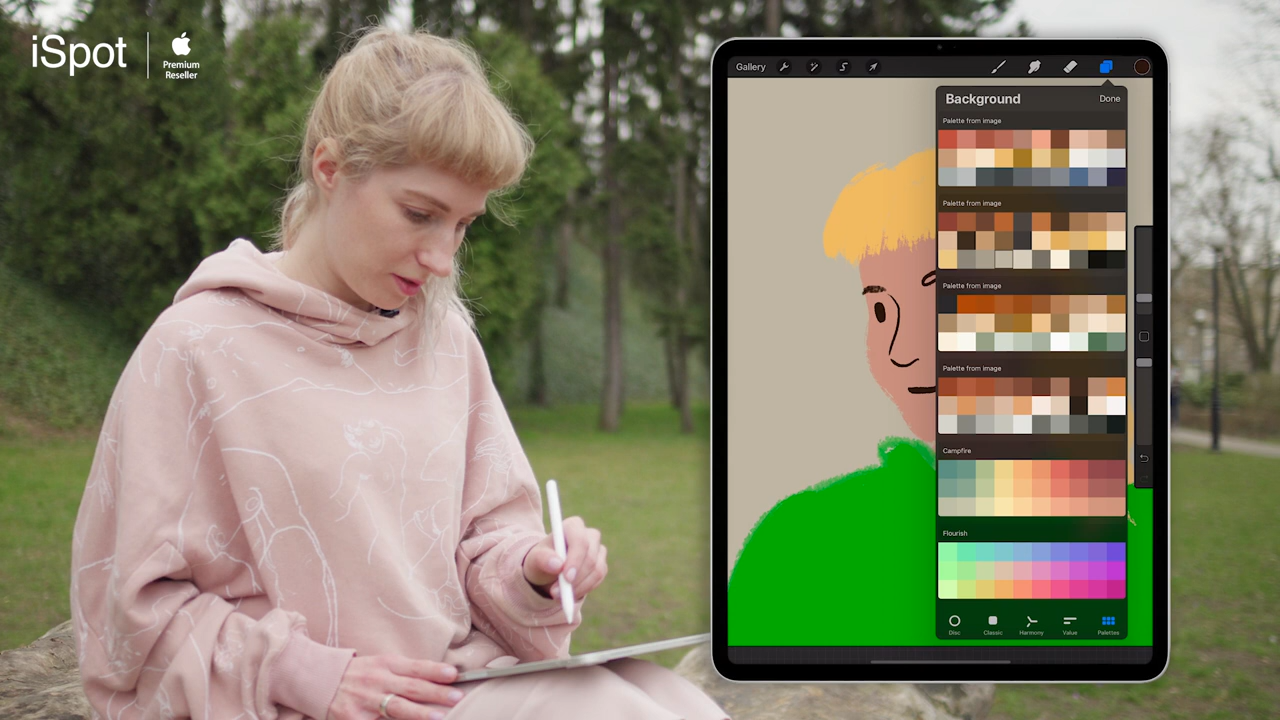 iSpot
Premium
Reseller
Gallery
Background
Done
Palette from image
Palette from image
Palette from image
Palette from image
Campfire
Flourish
Disc
Classic
Harmony
Value
Palettes